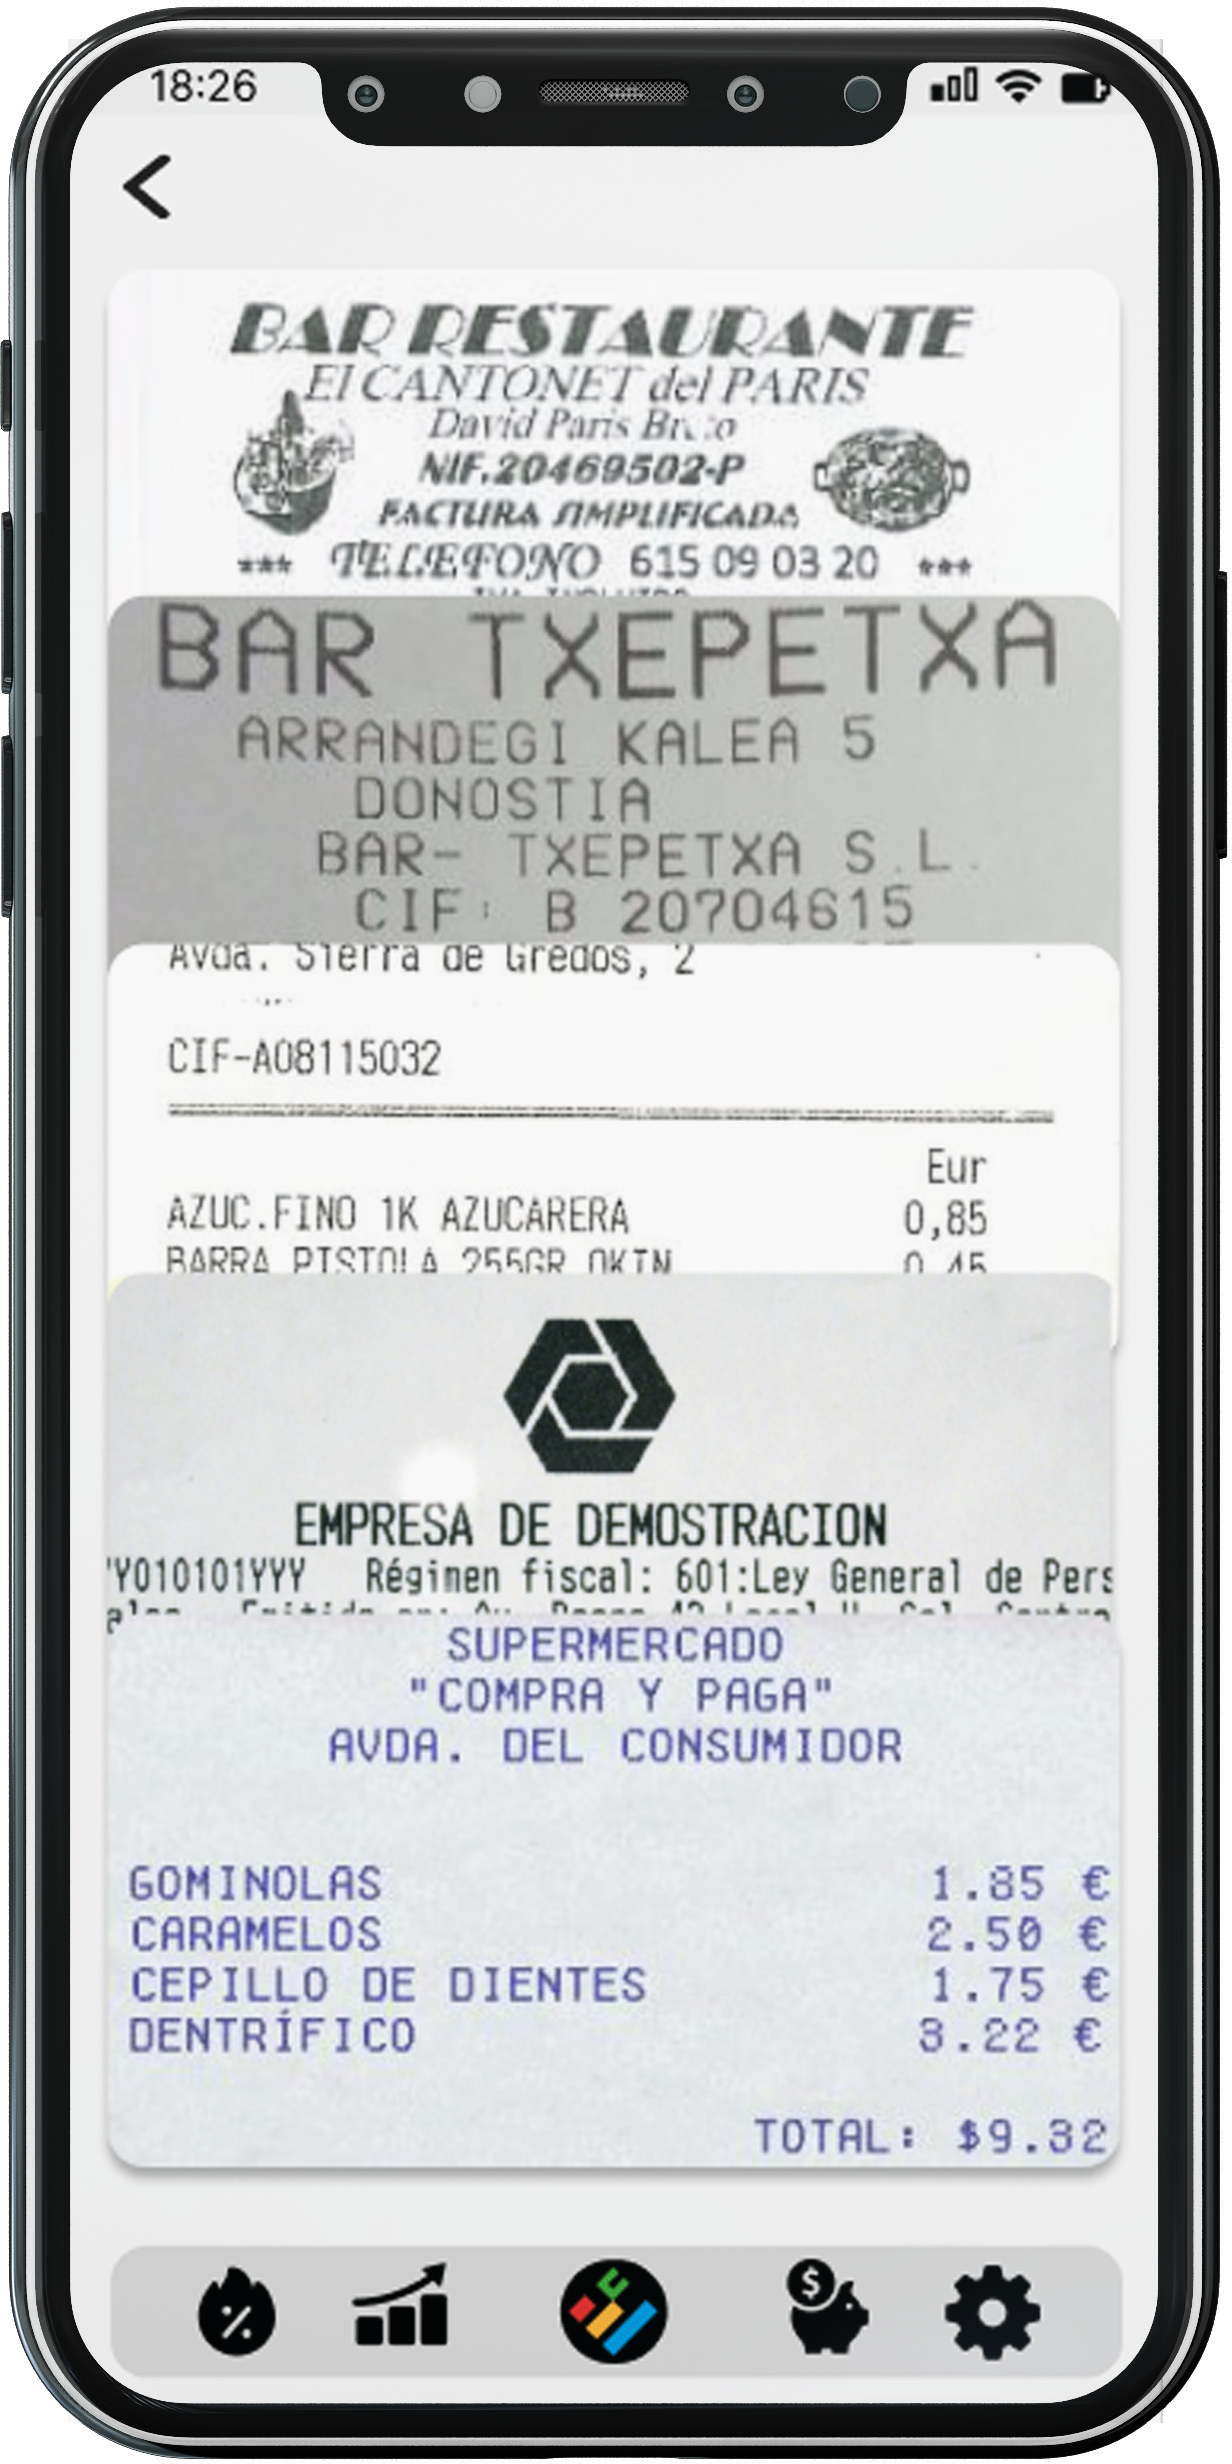 18:26
BAR RESTAURANTE
El CANTONET del PARIS
David Paris
NIF.20469502-P
FACTURA SIMPLIFICADA
*** TELEFONO 615 09 03 20 ***
IVA INCLUIDO
BAR TXEPETXA
ARRANDEGI KALEA 5
DONOSTIA
BAR- TXEPETXA S.L.
CIF: B 20704615
Avda. Sierra de Gredos, 2
CIF-A08115032
Eur
AZUC.FINO 1K AZUCARERA 0,85
BARRA PISTOLA 255GR OKIN 0,45
EMPRESA DE DEMOSTRACION
Y010101YYY Régimen fiscal: 601:Ley General de Pers
SUPERMERCADO
"COMPRA Y PAGA"
AVDA. DEL CONSUMIDOR
GOMINOLAS 1.85 €
CARAMELOS 2.50 €
CEPILLO DE DIENTES 1.75 €
DENTRÍFICO 3.22 €
TOTAL: $9.32